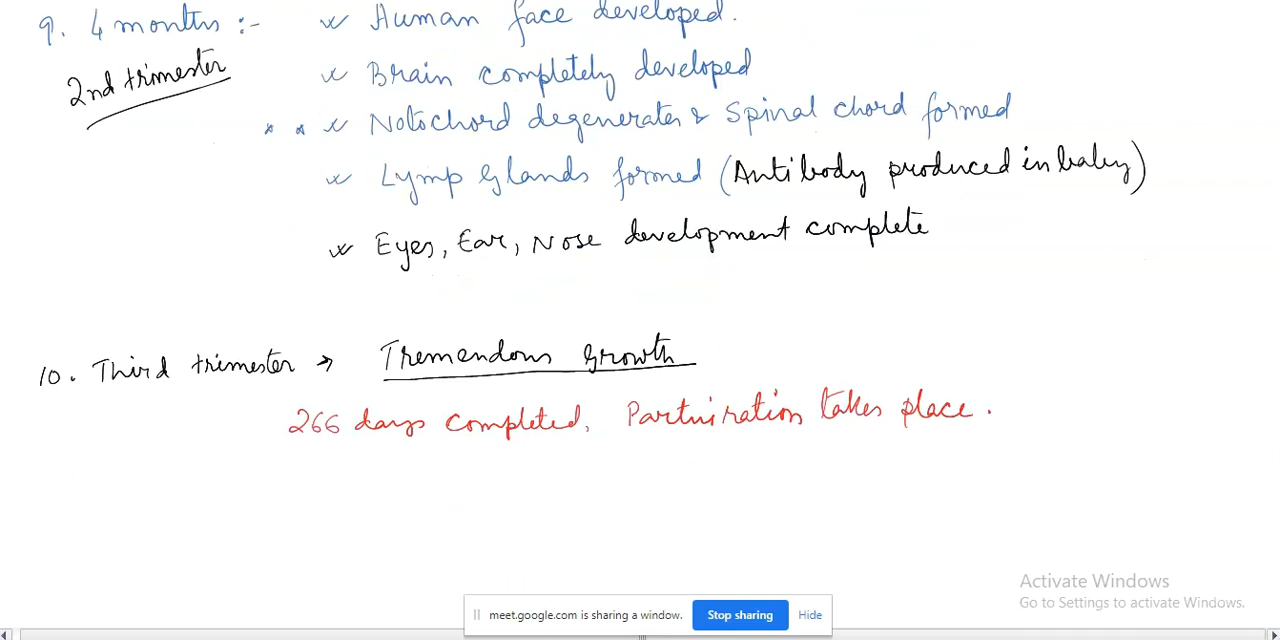 9. 4 months :- x Human face developed.
2nd trimester x Brain completely developed
* * x Notochord degenerates & Spinal chord formed
x Lymp Glands formed (Antibody produced in baby)
x Eyes, Ear, Nose development complete
10. Third trimester → Tremendous Growth
266 days completed, Parturiration takes place.
Activate Windows
Go to Settings to activate Windows.
meet.google.com is sharing a window. Stop sharing Hide